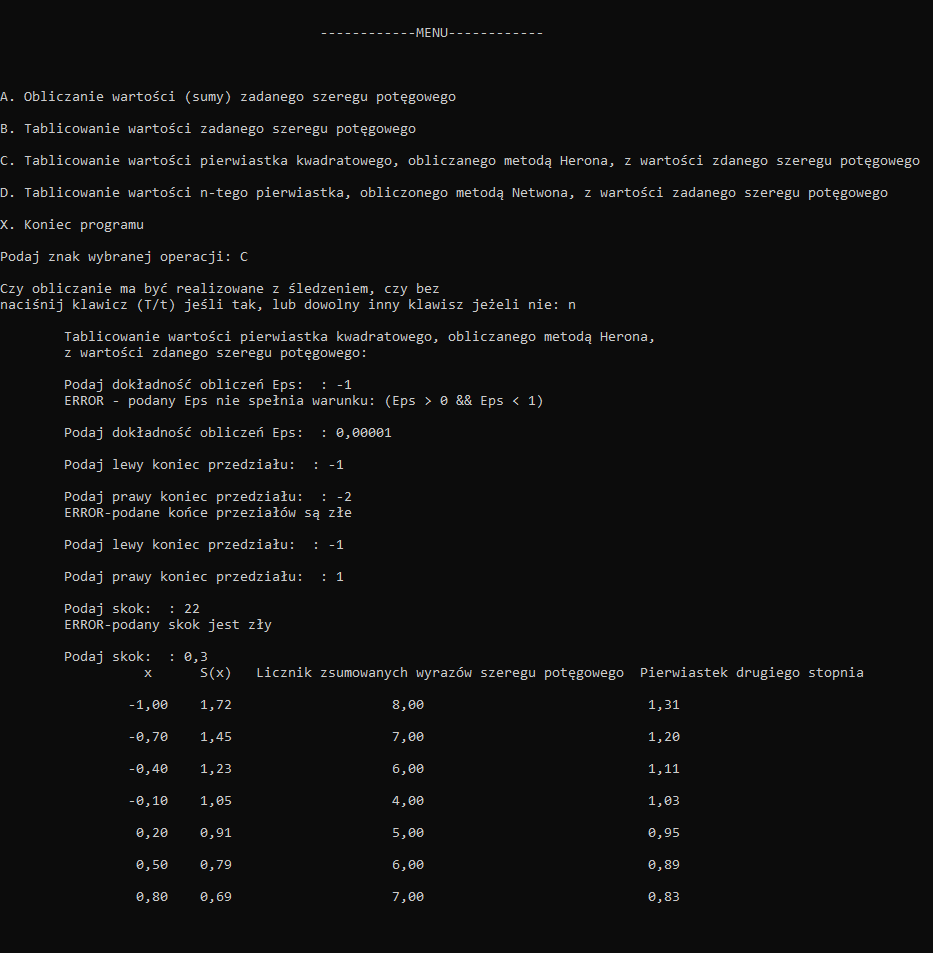 ------------MENU------------
A. Obliczanie wartości (sumy) zadanego szeregu potęgowego
B. Tablicowanie wartości zadanego szeregu potęgowego
C. Tablicowanie wartości pierwiastka kwadratowego, obliczanego metodą Herona, z wartości zdanego szeregu potęgowego
D. Tablicowanie wartości n-tego pierwiastka, obliczonego metodą Netwona, z wartości zadanego szeregu potęgowego
X. Koniec programu
Podaj znak wybranej operacji: C
Czy obliczanie ma być realizowane z śledzeniem, czy bez
naciśnij klawicz (T/t) jeśli tak, lub dowolny inny klawisz jeżeli nie: n
Tablicowanie wartości pierwiastka kwadratowego, obliczanego metodą Herona,
z wartości zdanego szeregu potęgowego:
Podaj dokładność obliczeń Eps:  : -1
ERROR - podany Eps nie spełnia warunku: (Eps > 0 && Eps < 1)
Podaj dokładność obliczeń Eps:  : 0,00001
Podaj lewy koniec przedziału:  : -1
Podaj prawy koniec przedziału:  : -2
ERROR-podane końce przeziałów są złe
Podaj lewy koniec przedziału:  : -1
Podaj prawy koniec przedziału:  : 1
Podaj skok:  : 22
ERROR-podany skok jest zły
Podaj skok:  : 0,3
x S(x) Licznik zsumowanych wyrazów szeregu potęgowego Pierwiastek drugiego stopnia
-1,00 1,72 8,00 1,31
-0,70 1,45 7,00 1,20
-0,40 1,23 6,00 1,11
-0,10 1,05 4,00 1,03
0,20 0,91 5,00 0,95
0,50 0,79 6,00 0,89
0,80 0,69 7,00 0,83